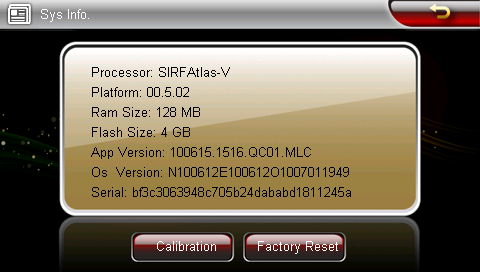 Sys Info.
Processor: SIRFAtlas-V
Platform: 00.5.02
Ram Size: 128 MB
Flash Size: 4 GB
App Version: 100615.1516.QC01.MLC
Os Version: N100612E100612O1007011949
Serial: bf3c3063948c705b24dababd1811245a
Calibration
Factory Reset